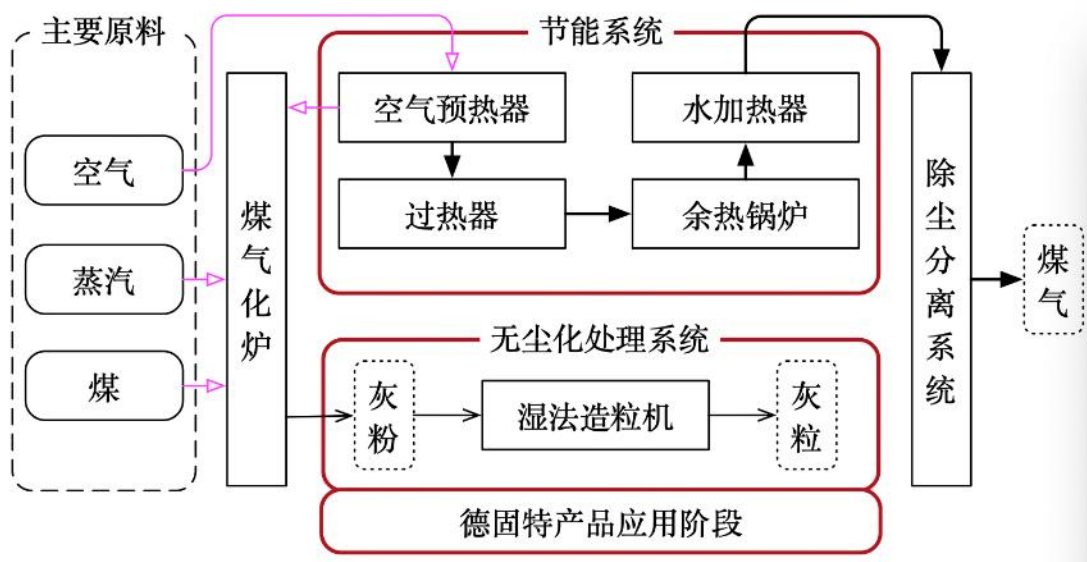 主要原料
空气
蒸汽
煤
煤气化炉
节能系统
空气预热器
水加热器
过热器
余热锅炉
无尘化处理系统
灰粉
湿法造粒机
灰粒
德固特产品应用阶段
除尘分离系统
煤气